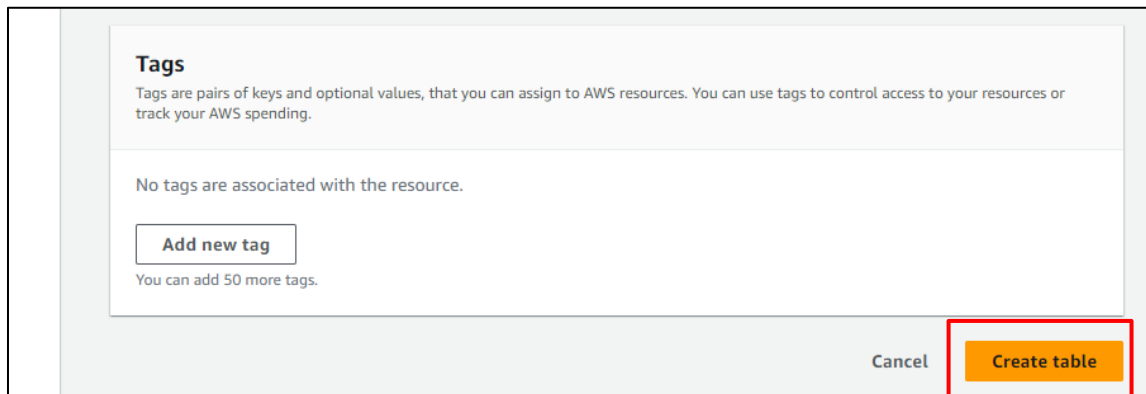 Tags
Tags are pairs of keys and optional values, that you can assign to AWS resources. You can use tags to control access to your resources or
track your AWS spending.
No tags are associated with the resource.
Add new tag
You can add 50 more tags.
Cancel
Create table